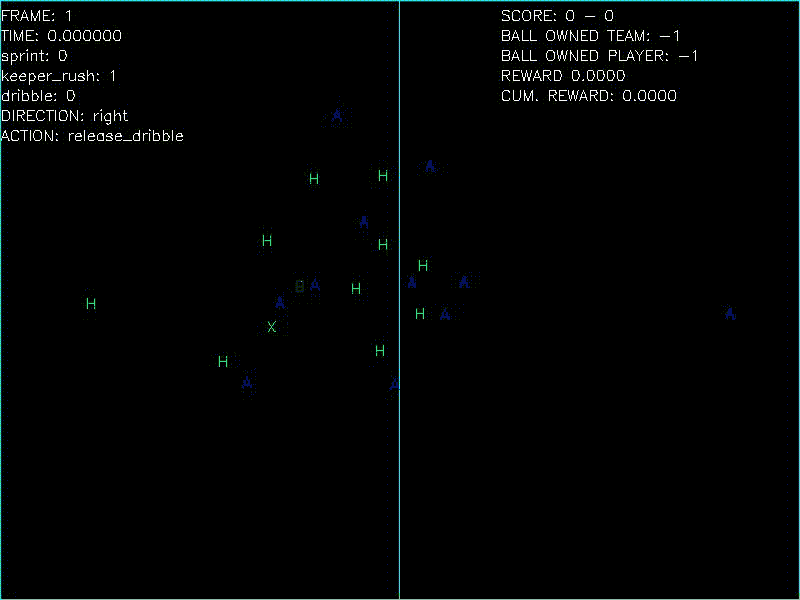 FRAME: 1
TIME: 0.000000
sprint: 0
keeper_rush: 1
dribble: 0
DIRECTION: right
ACTION: release_dribble
SCORE: 0 - 0
BALL OWNED TEAM: -1
BALL OWNED PLAYER: -1
REWARD 0.0000
CUM. REWARD: 0.0000
A
A
H H
A
H H
H
A A
B A H
A
H
H A A
X
H
H
A A